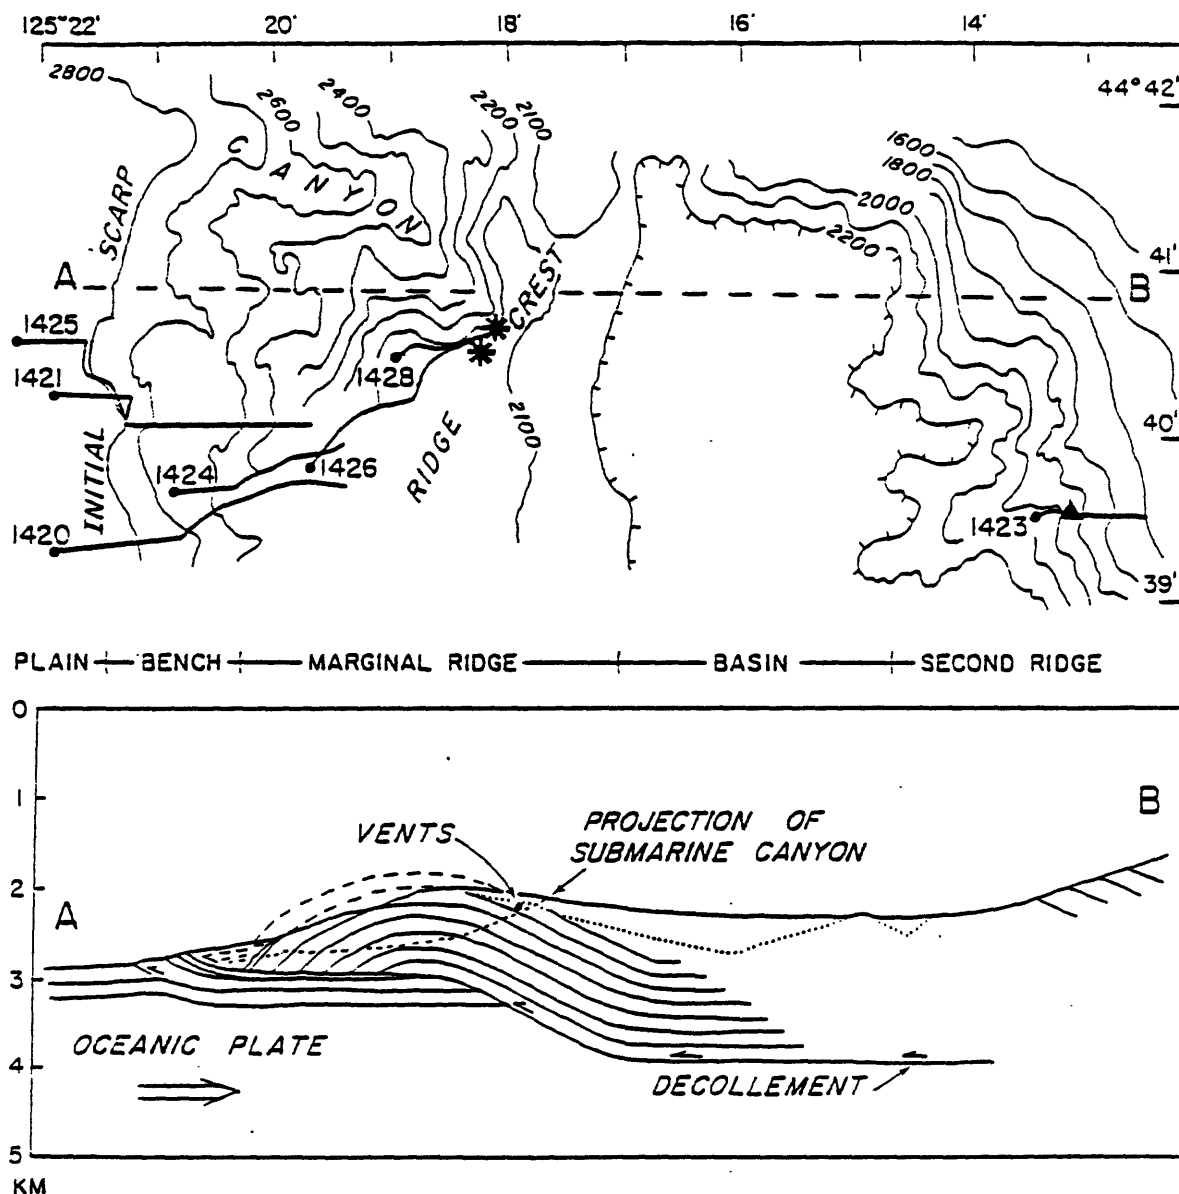 125°22' 20' 18' 16' 14'
2800
2600
2400
2200
2100
44°42'
CANYON
1600
1800
2000
2200
SCARP
41'
A
B
CREST
1425
1421
1428
2100
40'
INITIAL
1424
1426
RIDGE
1420
1423
39'
PLAIN BENCH MARGINAL RIDGE BASIN SECOND RIDGE
0
1
B
VENTS
PROJECTION OF
SUBMARINE CANYON
2
A
3
OCEANIC PLATE
4
DECOLLEMENT
5
KM